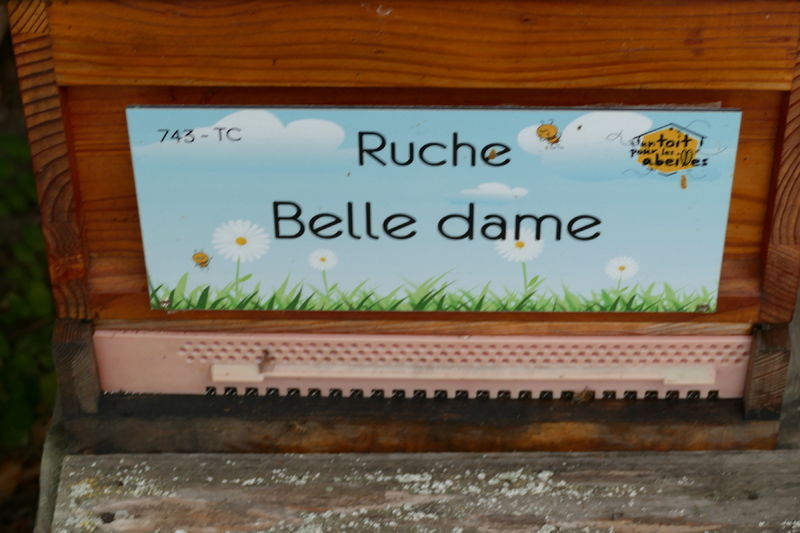 743 - TC
Ruche
Belle dame
un toit
pour les
abeilles